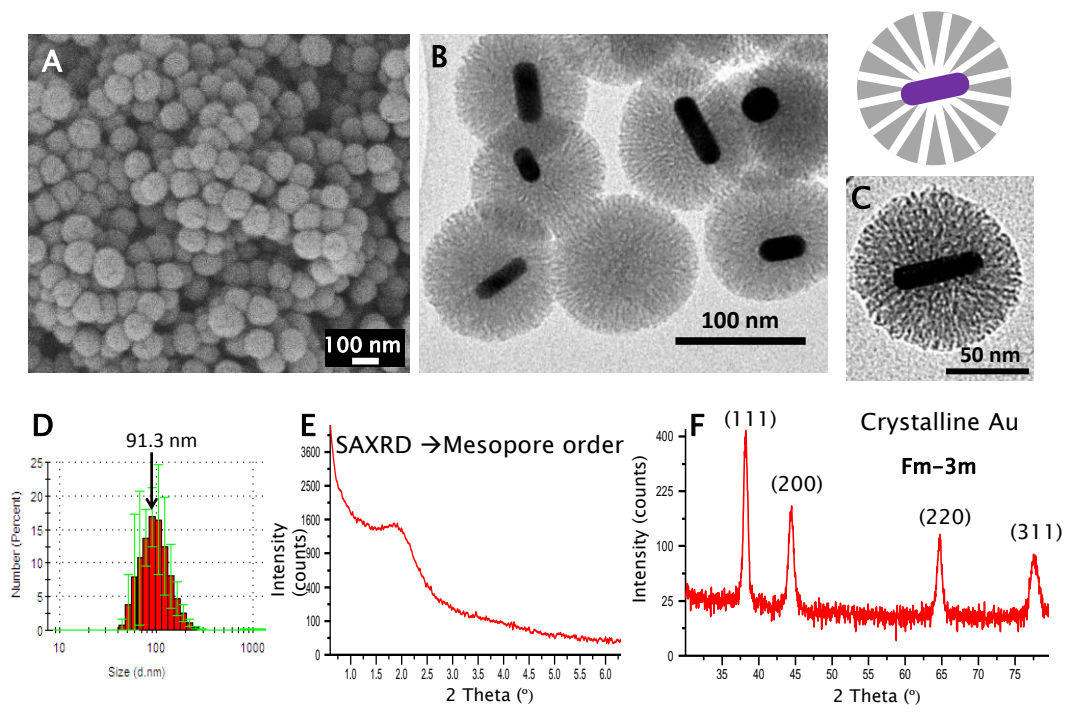 A
100 nm
B
100 nm
C
50 nm
D
91.3 nm
25
20
15
10
5
0
Number (Percent)
10
100
1000
Size (d.nm)
E
SAXRD →Mesopore order
3600
2500
1600
900
400
100
0
Intensity
(counts)
1.0
1.5
2.0
2.5
3.0
3.5
4.0
4.5
5.0
5.5
6.0
2 Theta (º)
F
Crystalline Au
Fm-3m
(111)
(200)
(220)
(311)
400
225
100
25
0
Intensity (counts)
35
40
45
50
55
60
65
70
75
2 Theta (º)